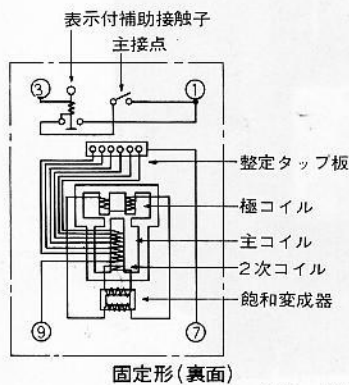 表示付補助接触子
主接点
③
①
整定タップ板
極コイル
主コイル
2次コイル
飽和変成器
⑨
⑦
固定形(裏面)